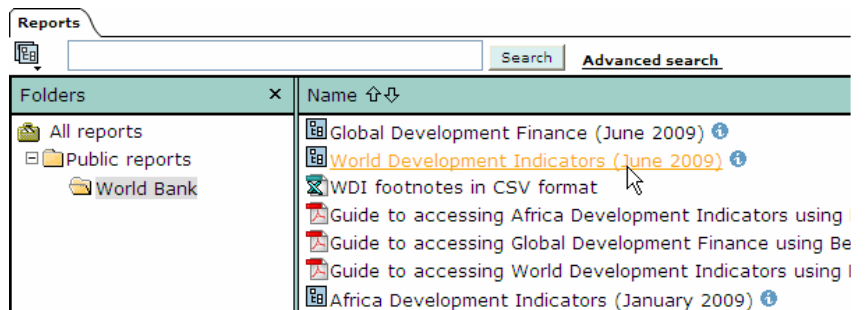 Reports
Search Advanced search
Folders × Name
All reports
Public reports
World Bank
Global Development Finance (June 2009)
World Development Indicators (June 2009)
WDI footnotes in CSV format
Guide to accessing Africa Development Indicators using
Guide to accessing Global Development Finance using Be
Guide to accessing World Development Indicators using
Africa Development Indicators (January 2009)